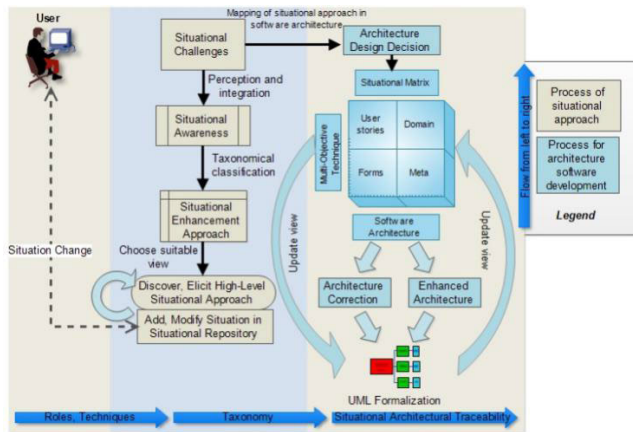 User
Mapping of situational approach in
software architecture
Situational
Challenges
Architecture
Design Decision
Perception and
integration
Situational Matrix
Situational
Awareness
User
stories
Domain
Forms
Meta
Multi-Objective
Technique
Taxonomical
classification
Situational
Enhancement
Approach
Software
Architecture
Choose suitable
view
Situation Change
Update view
Update view
Discover, Elicit High-Level
Situational Approach
Add, Modify Situation in
Situational Repository
Architecture
Correction
Enhanced
Architecture
UML Formalization
Roles, Techniques
Taxonomy
Situational Architectural Traceability
Flow from left to right
Process of
situational
approach
Process for
architecture
software
development
Legend